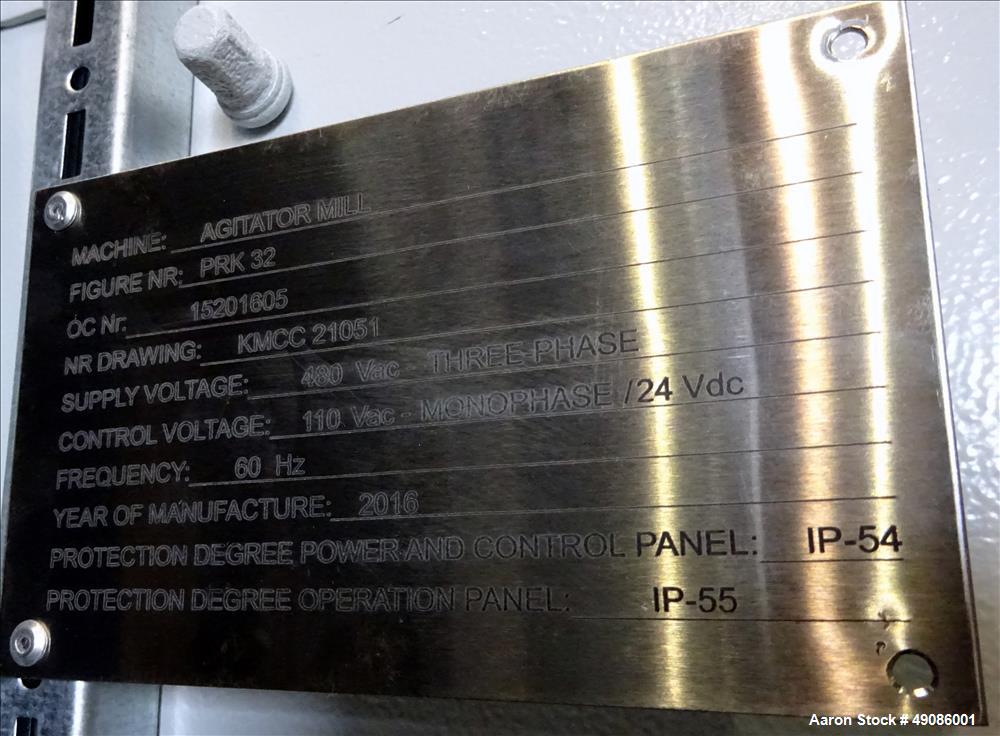 MACHINE: AGITATOR MILL
FIGURE NR: PRK 32
OC Nr. 15201605
NR DRAWING: KMCC 21051
SUPPLY VOLTAGE: 480 Vac - THREE-PHASE
CONTROL VOLTAGE: 110 Vac - MONOPHASE / 24 Vdc
FREQUENCY: 60 Hz
YEAR OF MANUFACTURE: 2016
PROTECTION DEGREE POWER AND CONTROL PANEL: IP-54
PROTECTION DEGREE OPERATION PANEL: IP-55
Aaron Stock # 49086001